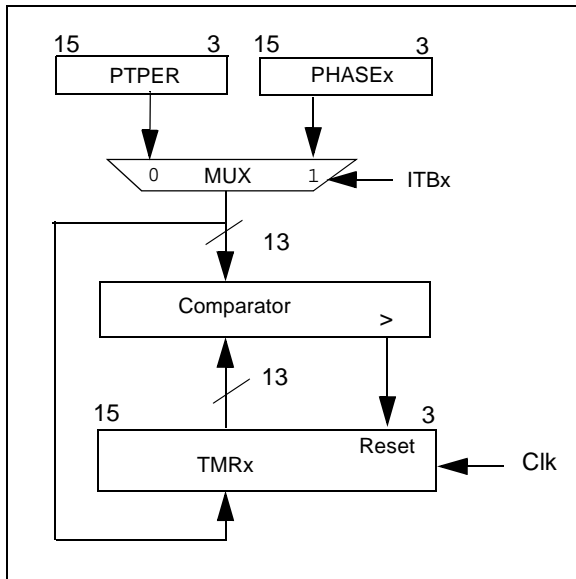 15 3 15 3
PTPER PHASEx
0 MUX 1 ITBx
13
Comparator
>
13
15 3
Reset
TMRx Clk